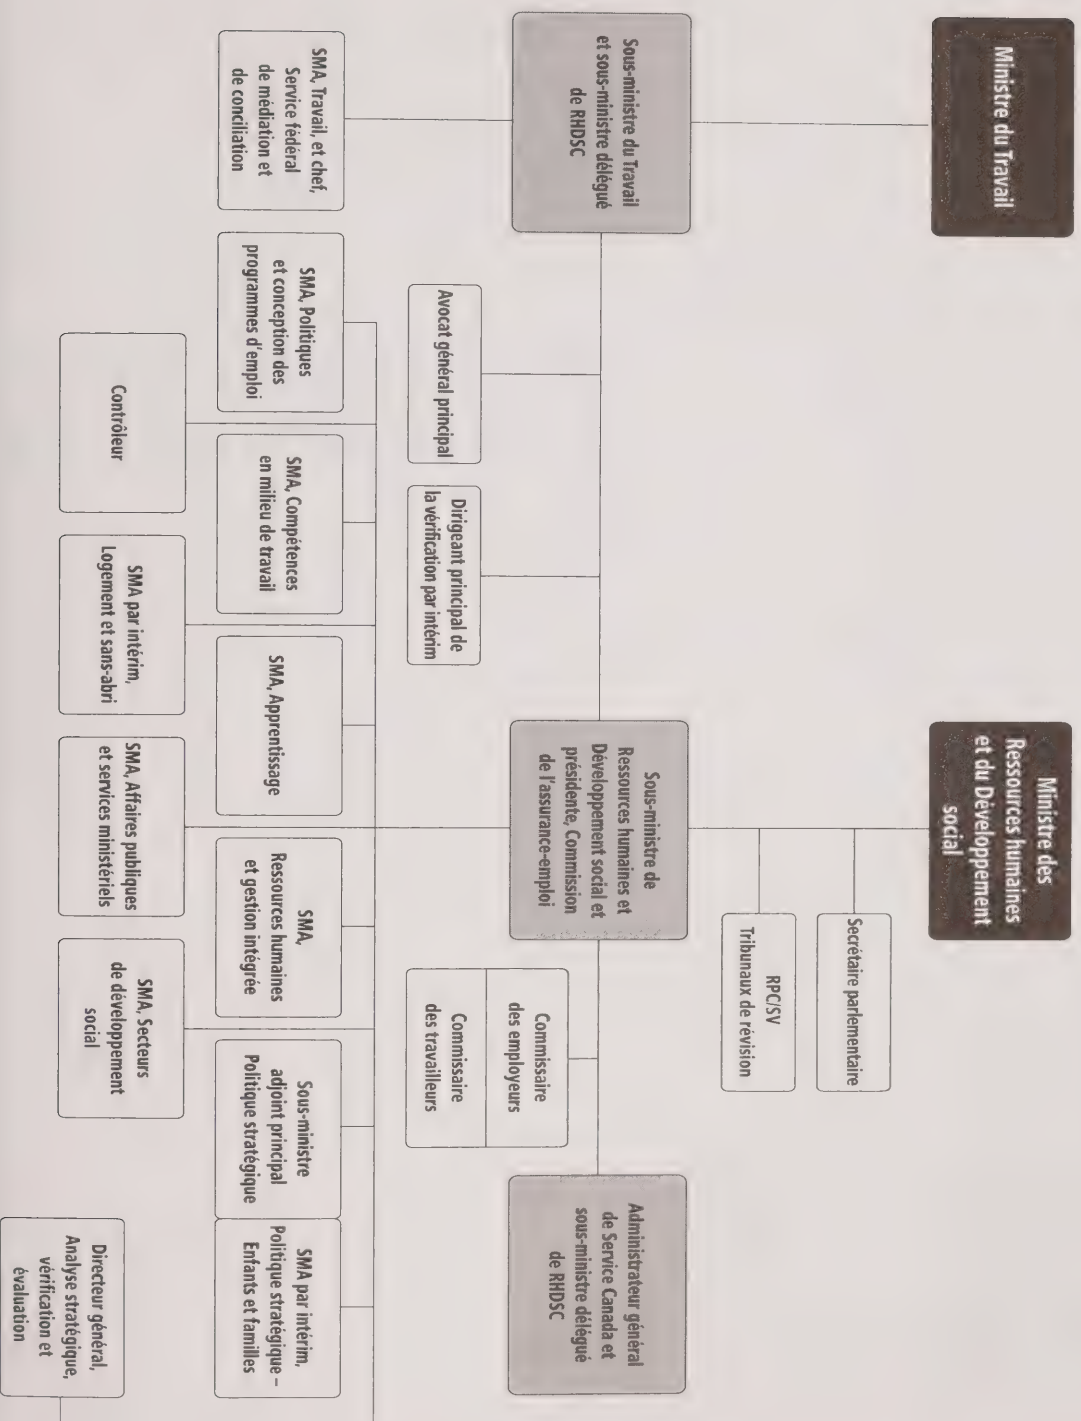 Ministre du Travail
Ministre des
Ressources humaines
et du Développement
social
Secrétaire parlementaire
RPC/SV
Tribunaux de révision
Sous-ministre du Travail
et sous-ministre délégué
de RHDSC
Sous-ministre de
Ressources humaines et
Développement social et
présidente, Commission
de l'assurance-emploi
Administrateur général
de Service Canada et
sous-ministre délégué
de RHDSC
Avocat général principal
Dirigeant principal de
la vérification par intérim
Commissaire
des employeurs
Commissaire
des travailleurs
SMA, Travail, et chef,
Service fédéral
de médiation et
de conciliation
SMA, Politiques
et conception des
programmes d'emploi
SMA, Compétences
en milieu de travail
SMA, Apprentissage
SMA,
Ressources humaines
et gestion intégrée
Sous-ministre
adjoint principal
Politique stratégique
SMA par intérim,
Politique stratégique –
Enfants et familles
Contrôleur
SMA par intérim,
Logement et sans-abri
SMA, Affaires publiques
et services ministériels
SMA, Secteurs
de développement
social
Directeur général,
Analyse stratégique,
vérification et
évaluation